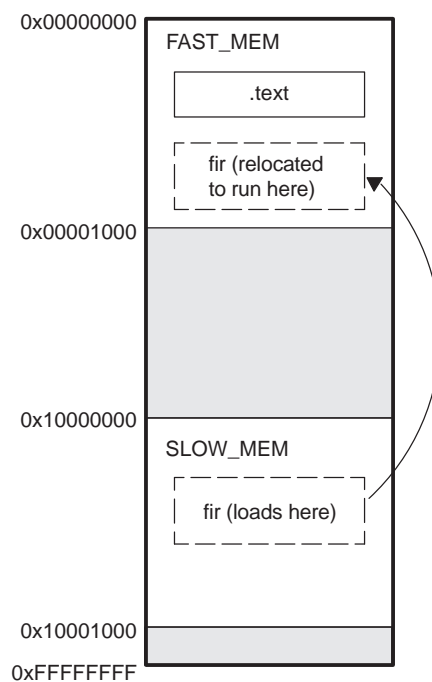 0x00000000
FAST_MEM
.text
fir (relocated
to run here)
0x00001000
0x10000000
SLOW_MEM
fir (loads here)
0x10001000
0xFFFFFFFF